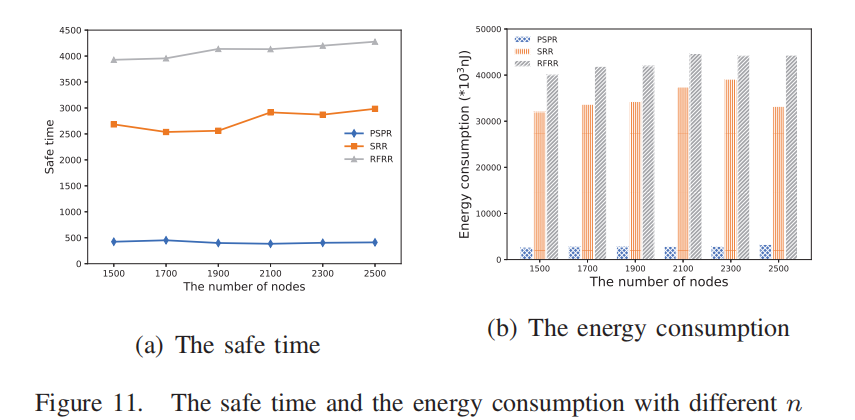 4500
4000
3500
3000
2500
2000
1500
1000
500
0
Safe time
PSPR
SRR
RFRR
1500 1700 1900 2100 2300 2500
The number of nodes
(a) The safe time
50000
40000
30000
20000
10000
0
Energy consumption (*10³nJ)
PSPR
SRR
RFRR
1500 1700 1900 2100 2300 2500
The number of nodes
(b) The energy consumption
Figure 11. The safe time and the energy consumption with different n